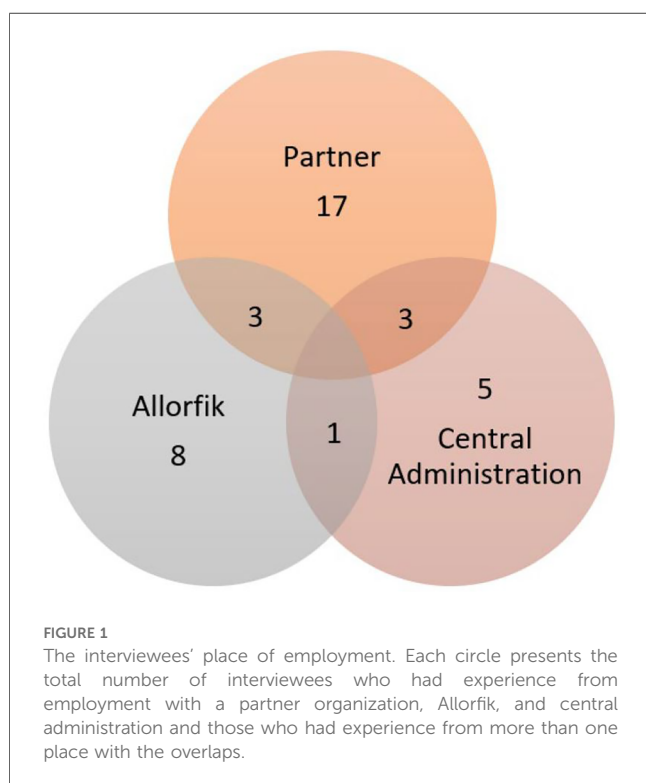 Partner
17
3
3
Allorfik
8
1
5
Central
Administration
FIGURE 1
The interviewees’ place of employment. Each circle presents the
total number of interviewees who had experience from
employment with a partner organization, Allorfik, and central
administration and those who had experience from more than one
place with the overlaps.